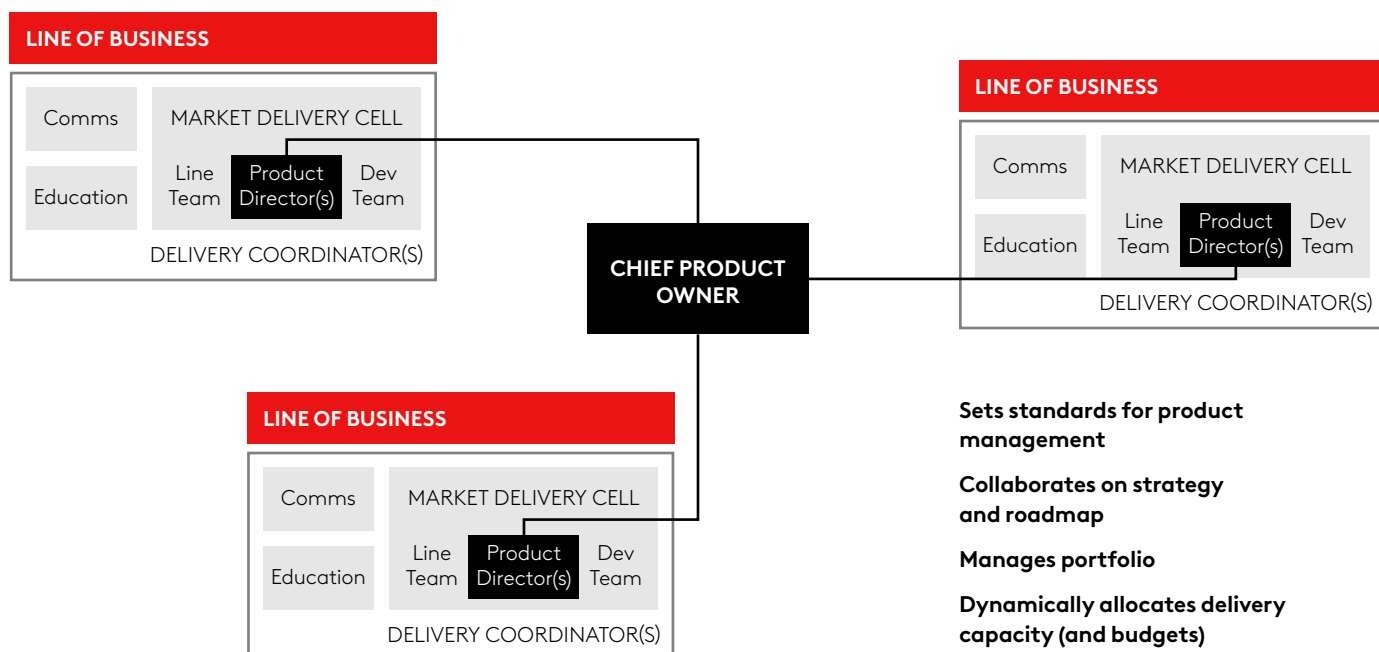 LINE OF BUSINESS
Comms
Education
MARKET DELIVERY CELL
Line
Team
Product
Director(s)
Dev
Team
DELIVERY COORDINATOR(S)
CHIEF PRODUCT
OWNER
LINE OF BUSINESS
Comms
Education
MARKET DELIVERY CELL
Line
Team
Product
Director(s)
Dev
Team
DELIVERY COORDINATOR(S)
LINE OF BUSINESS
Comms
Education
MARKET DELIVERY CELL
Line
Team
Product
Director(s)
Dev
Team
DELIVERY COORDINATOR(S)
Sets standards for product
management
Collaborates on strategy
and roadmap
Manages portfolio
Dynamically allocates delivery
capacity (and budgets)